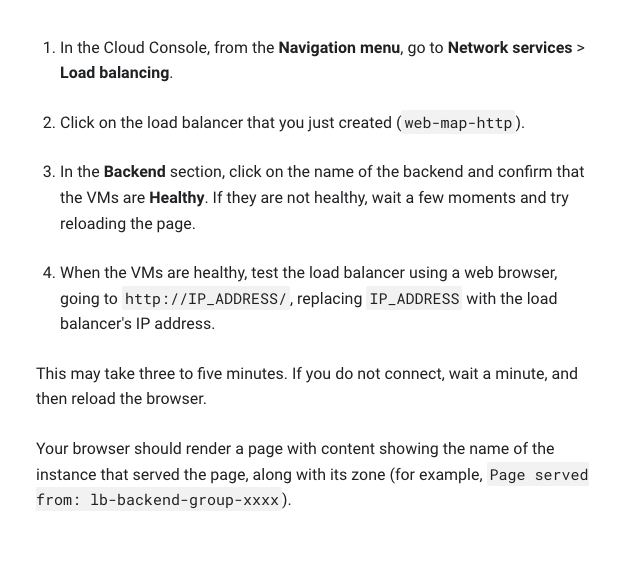 1. In the Cloud Console, from the Navigation menu, go to Network services >
Load balancing.
2. Click on the load balancer that you just created (web-map-http).
3. In the Backend section, click on the name of the backend and confirm that
the VMs are Healthy. If they are not healthy, wait a few moments and try
reloading the page.
4. When the VMs are healthy, test the load balancer using a web browser,
going to http://IP_ADDRESS/, replacing IP_ADDRESS with the load
balancer's IP address.
This may take three to five minutes. If you do not connect, wait a minute, and
then reload the browser.
Your browser should render a page with content showing the name of the
instance that served the page, along with its zone (for example, Page served
from: lb-backend-group-xxxx).